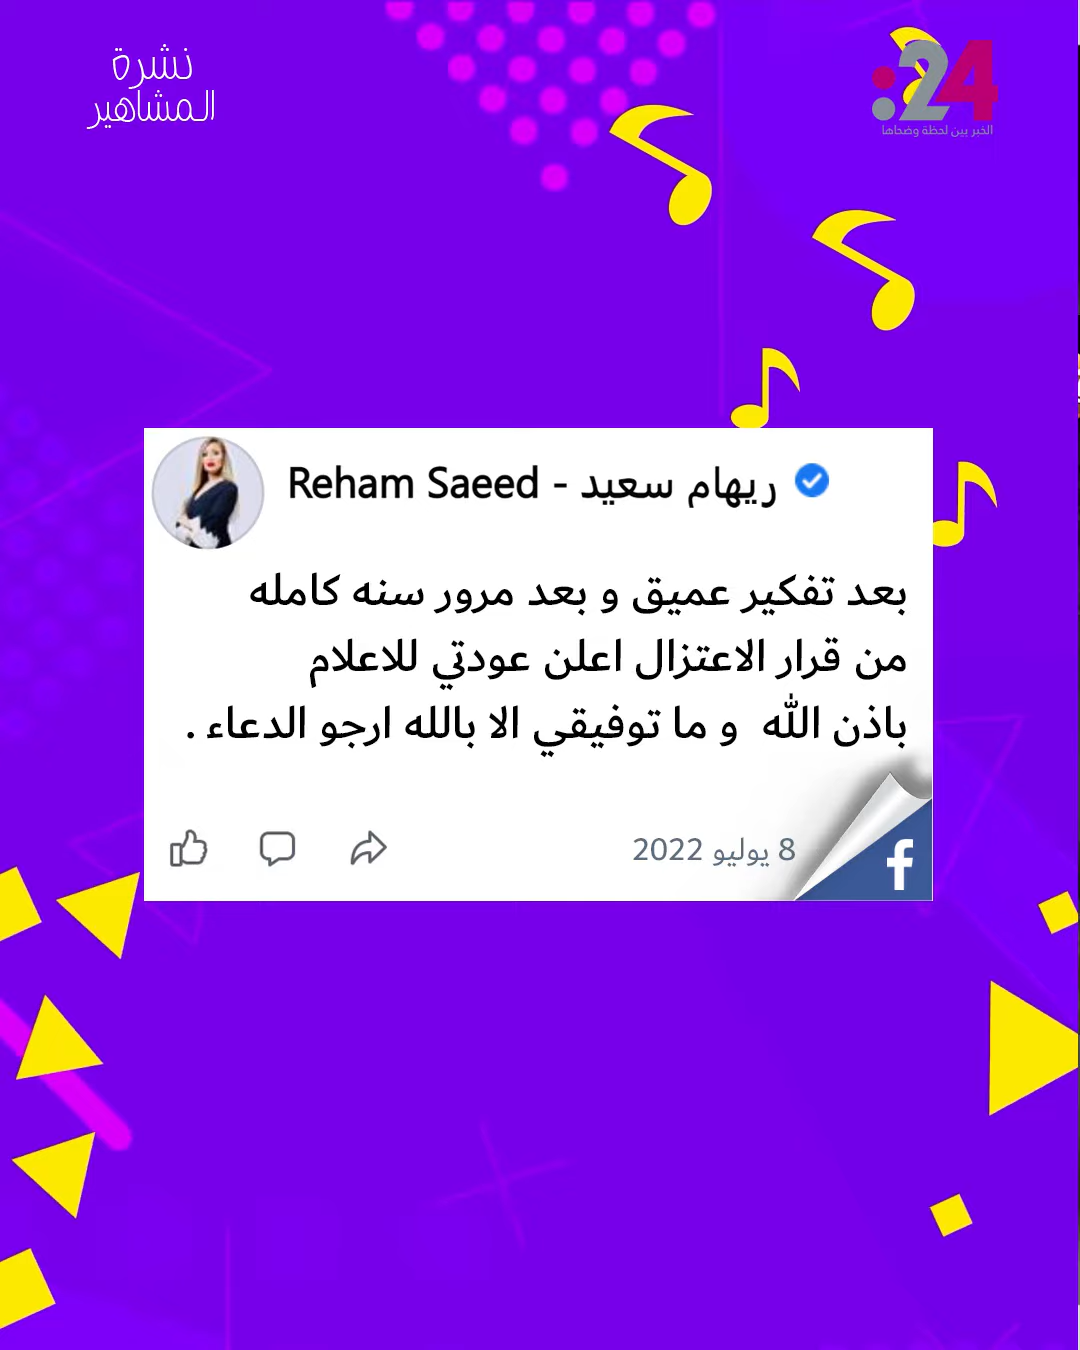 نشرة
المشاهير
24:
الخبر بين لحظة وضحاها
Reham Saeed - ريهام سعيد
بعد تفكير عميق و بعد مرور سنه كامله
من قرار الاعتزال اعلن عودتي للاعلام
باذن الله و ما توفيقي الا بالله ارجو الدعاء .
8 يوليو 2022
f